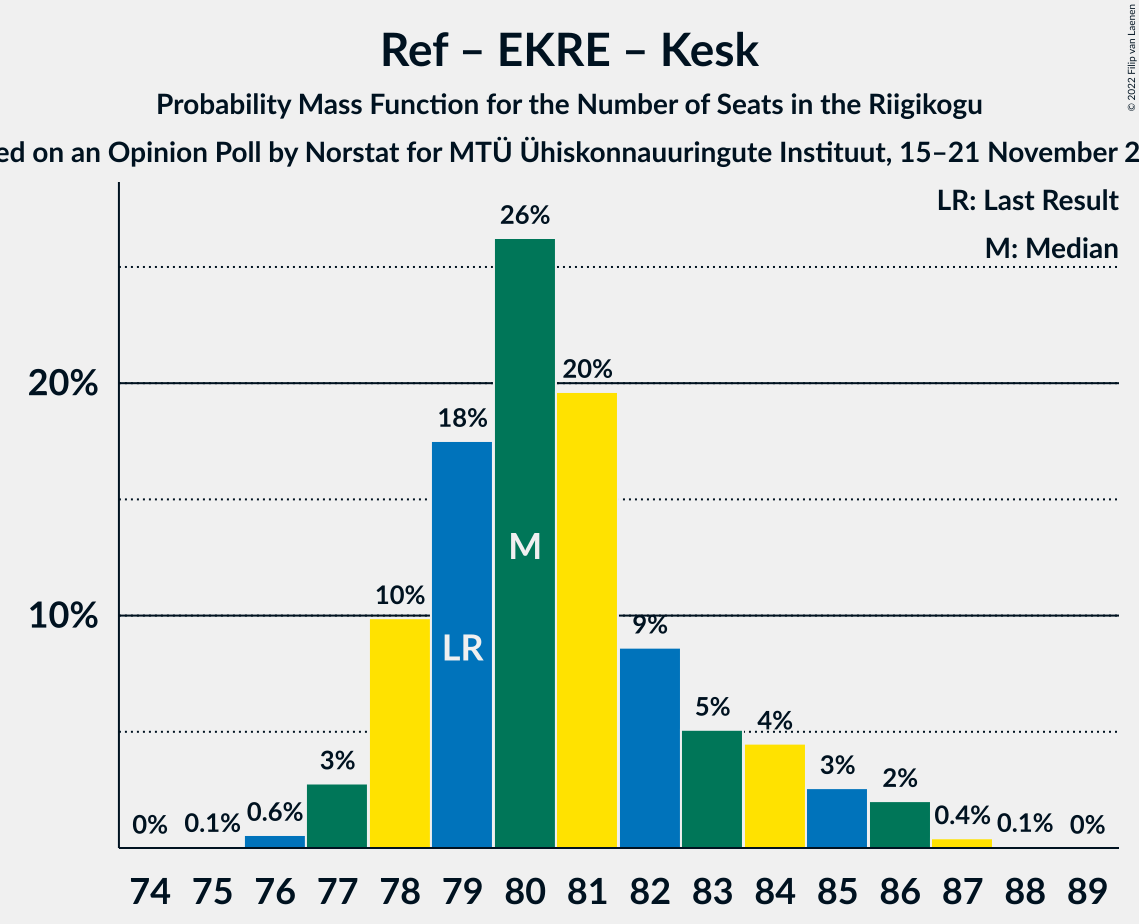 Ref – EKRE – Kesk
Probability Mass Function for the Number of Seats in the Riigikogu
ed on an Opinion Poll by Norstat for MTÜ Ühiskonnauuringute Instituut, 15–21 November 2
© 2022 Filip van Laenen
LR: Last Result
M: Median
26%
20%
20%
18%
M
10%
10%
9%
LR
5%
4%
3%
3%
2%
0.6%
0.4%
0% 0.1% 0.1% 0%
74 75 76 77 78 79 80 81 82 83 84 85 86 87 88 89